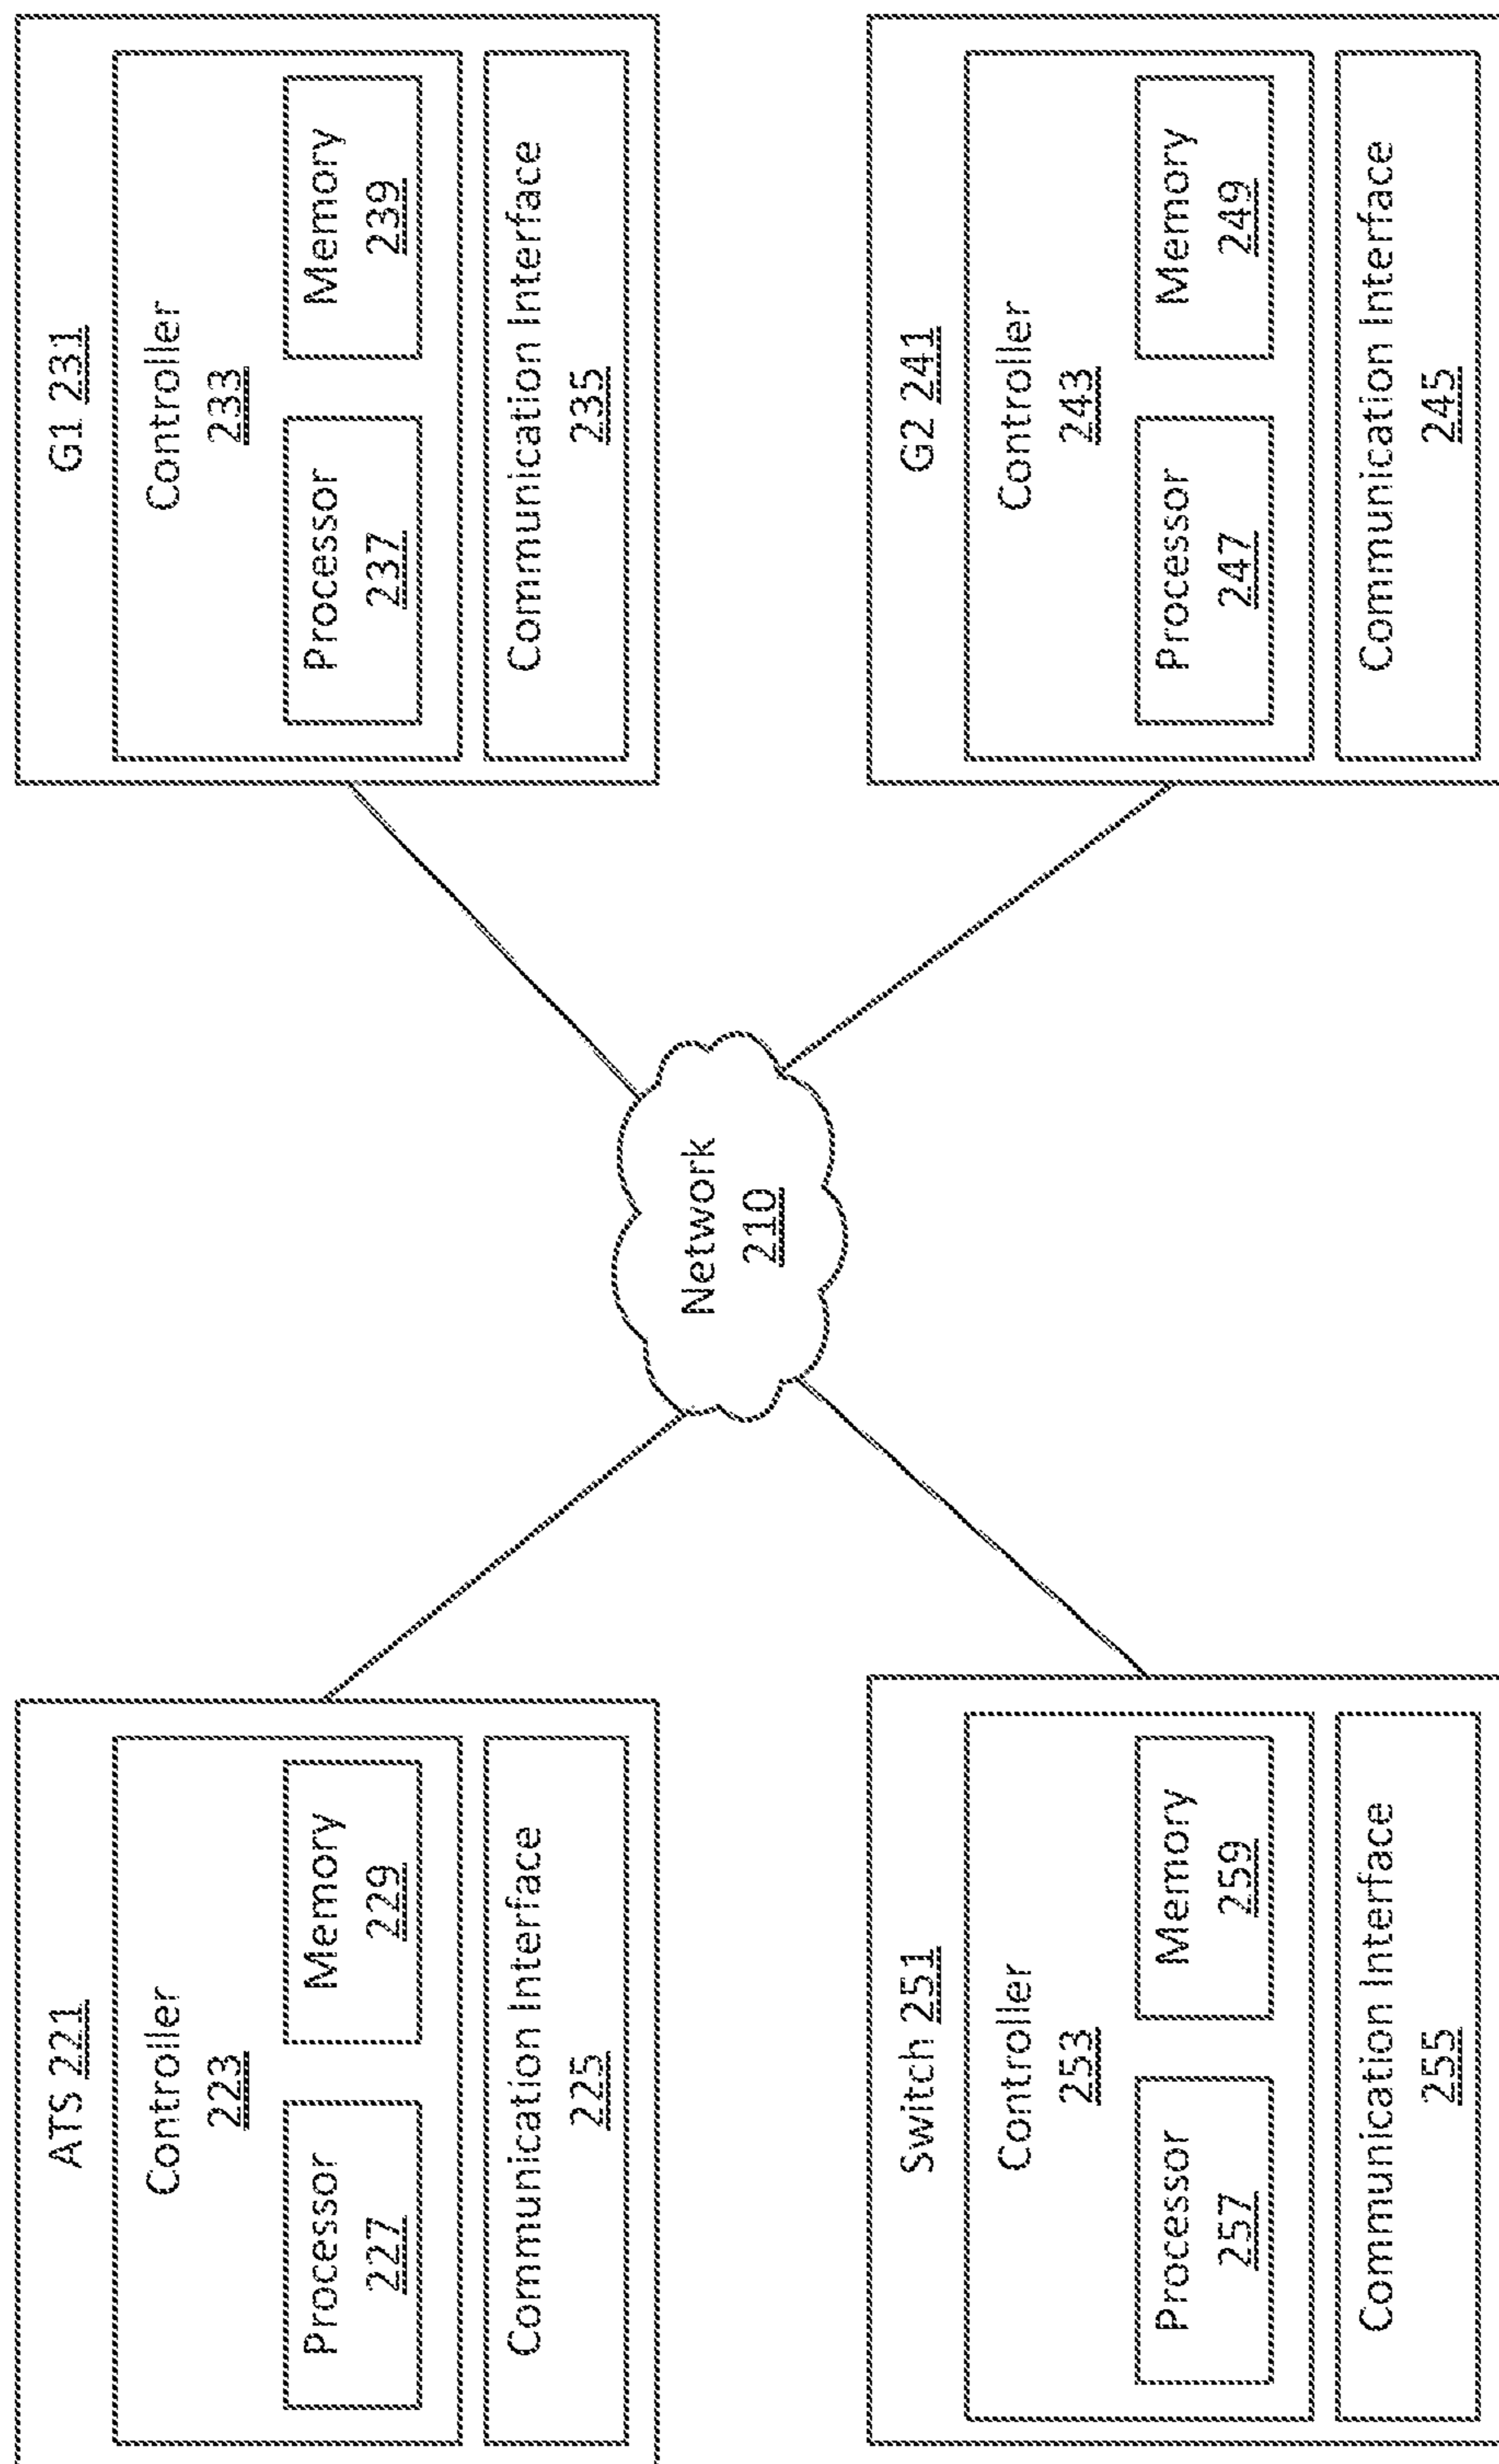 ATS 221
Controller
223
Processor
227
Memory
229
Communication Interface
225
G1 231
Controller
233
Processor
237
Memory
239
Communication Interface
235
Network
210
Switch 251
Controller
253
Processor
257
Memory
259
Communication Interface
255
G2 241
Controller
243
Processor
247
Memory
249
Communication Interface
245